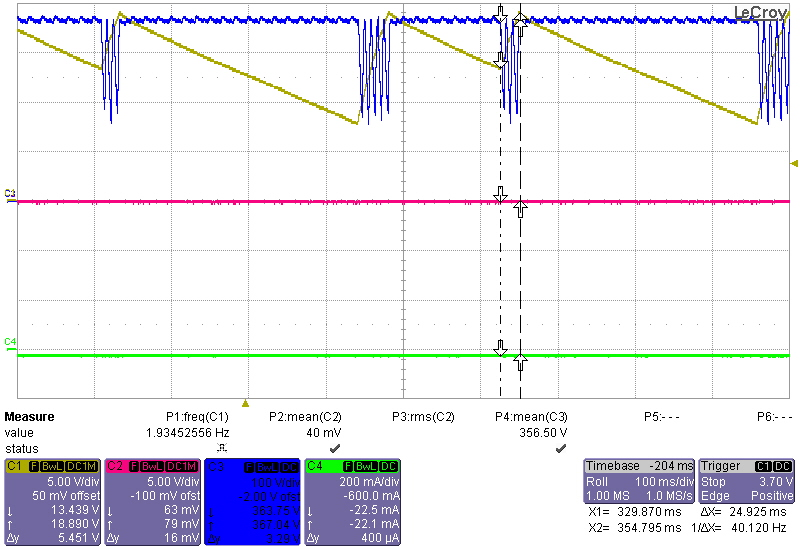 LeCroy
C3
C4
Measure P1:freq(C1) P2:mean(C2) P3:rms(C2) P4:mean(C3) P5:--- P6:---
value 1.93452556 Hz 40 mV 356.50 V
status
C1 F BwL DC1M C2 F BwL DC1M C3 F BwL DC C4 F BwL DC Timebase -204 ms Trigger C1 DC
5.00 V/div 5.00 V/div 100 V/div 200 mA/div Roll 100 ms/div Stop 3.70 V
50 mV offset -100 mV ofst -2.00 V ofst -600.0 mA 1.00 MS 1.0 MS/s Edge Positive
↓ 13.439 V ↓ 63 mV ↓ 363.75 V ↓ -22.5 mA X1= 329.870 ms ΔX= 24.925 ms
↑ 18.890 V ↑ 79 mV ↑ 367.04 V ↑ -22.1 mA X2= 354.795 ms 1/ΔX= 40.120 Hz
Δy 5.451 V Δy 16 mV Δy 3.29 V Δy 400 µA